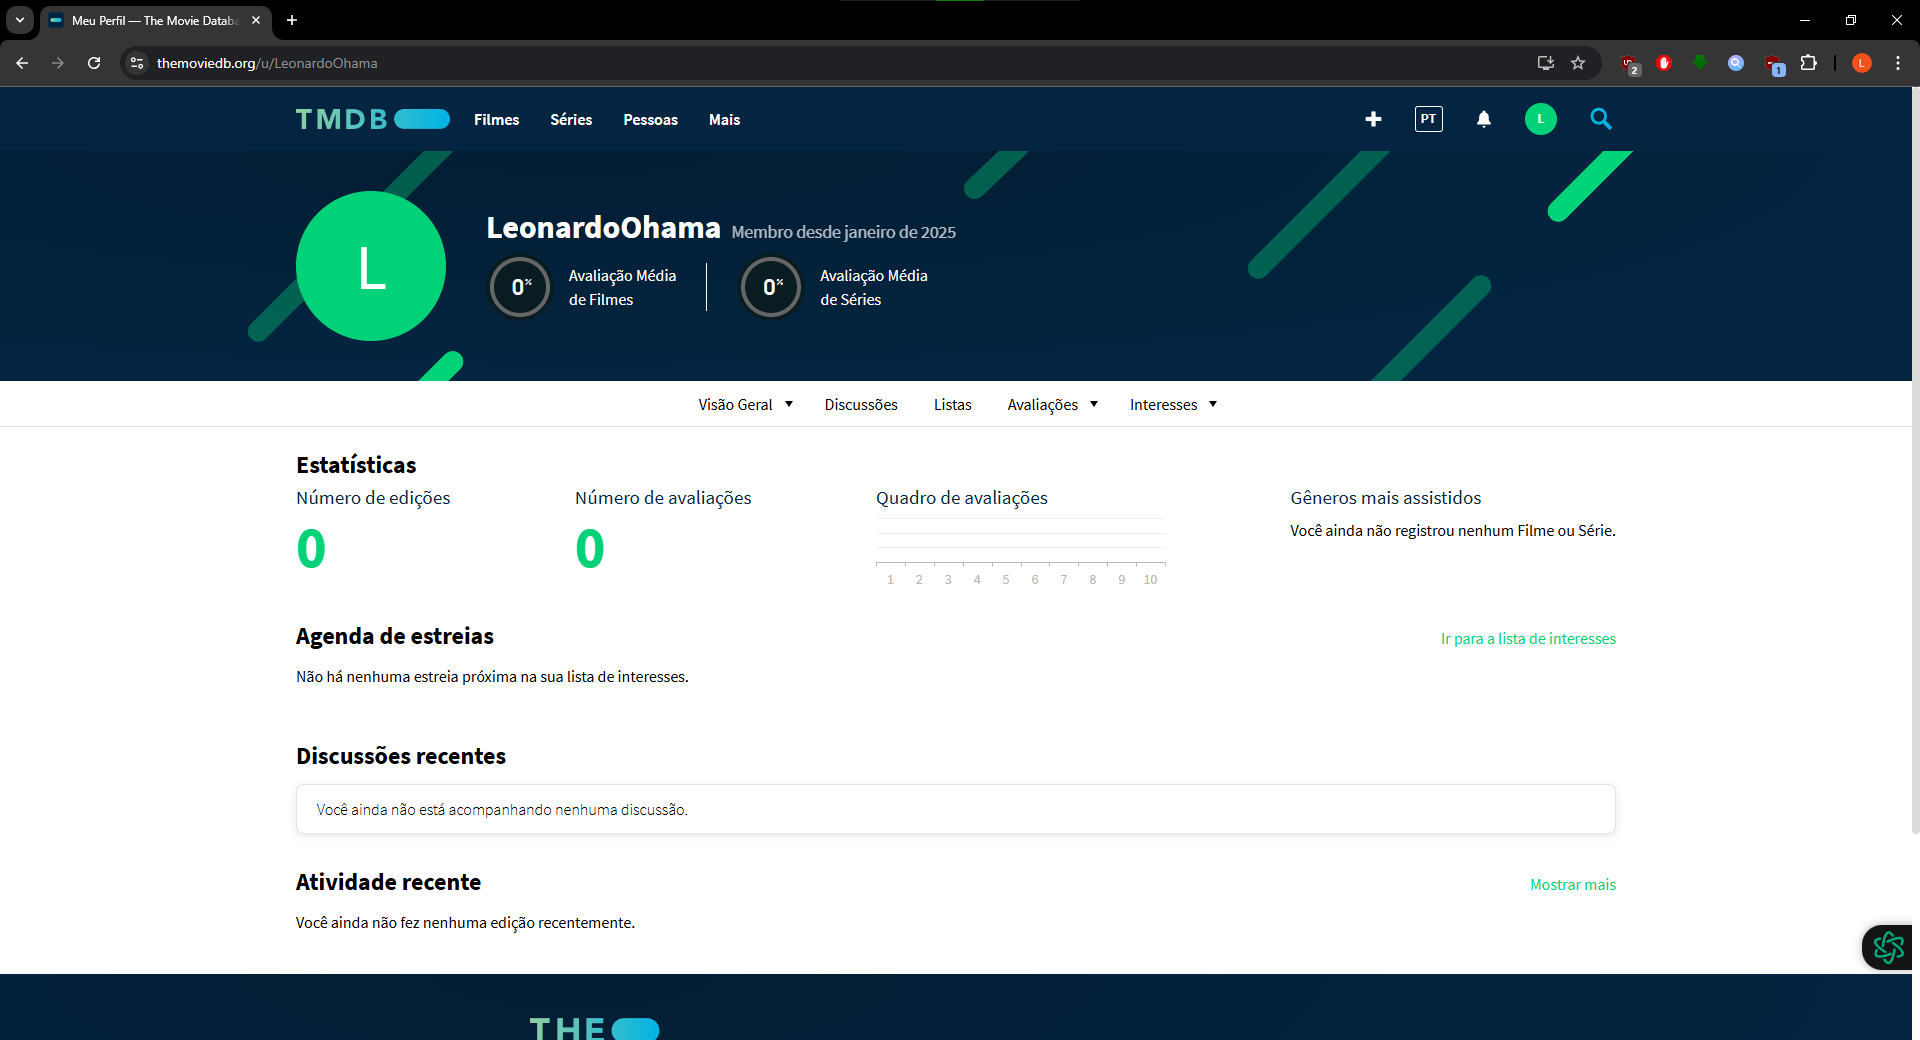 Meu Perfil — The Movie Databa
themoviedb.org/u/LeonardoOhama
2
1
L
TMDB
Filmes
Séries
Pessoas
Mais
PT
L
L
LeonardoOhama Membro desde janeiro de 2025
0%
Avaliação Média
de Filmes
0%
Avaliação Média
de Séries
Visão Geral
Discussões
Listas
Avaliações
Interesses
Estatísticas
Número de edições
0
Número de avaliações
0
Quadro de avaliações
1 2 3 4 5 6 7 8 9 10
Gêneros mais assistidos
Você ainda não registrou nenhum Filme ou Série.
Agenda de estreias
Ir para a lista de interesses
Não há nenhuma estreia próxima na sua lista de interesses.
Discussões recentes
Você ainda não está acompanhando nenhuma discussão.
Atividade recente
Mostrar mais
Você ainda não fez nenhuma edição recentemente.
THE